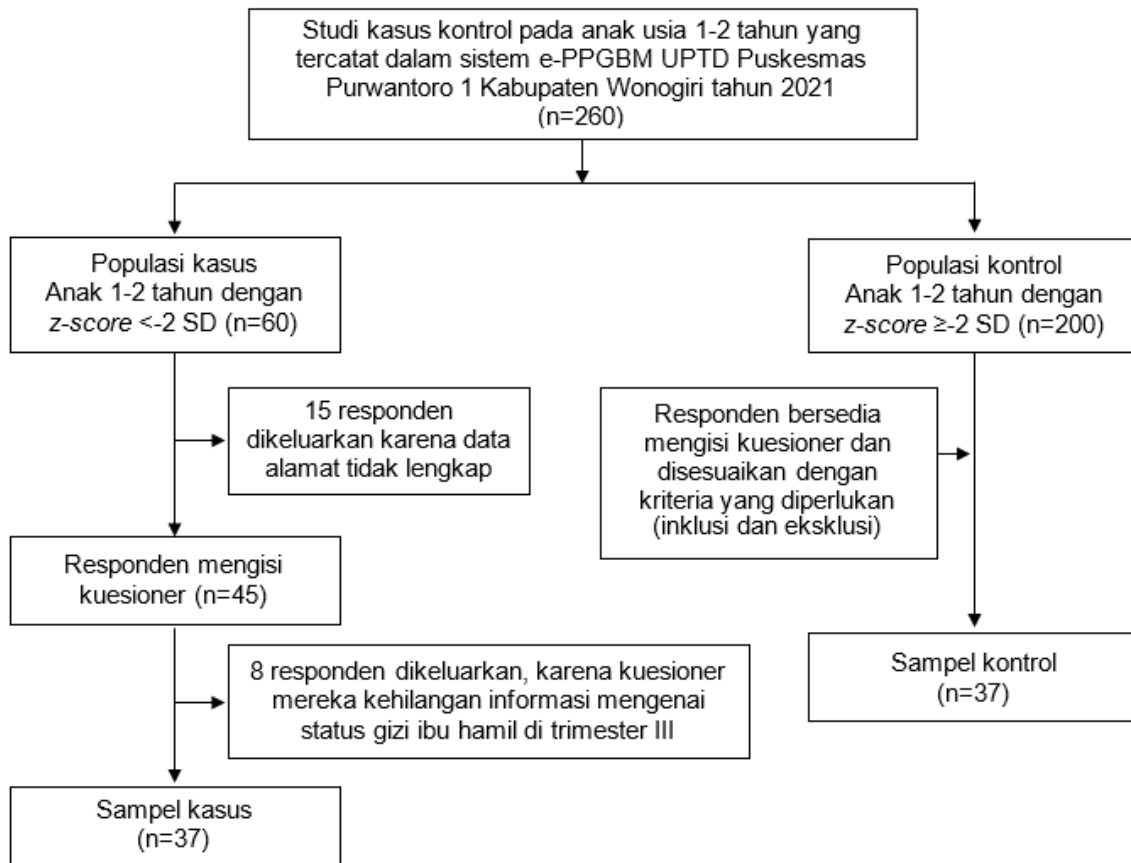 Studi kasus kontrol pada anak usia 1-2 tahun yang
tercatat dalam sistem e-PPGBM UPTD Puskesmas
Purwantoro 1 Kabupaten Wonogiri tahun 2021
(n=260)
Populasi kasus
Anak 1-2 tahun dengan
z-score <-2 SD (n=60)
Populasi kontrol
Anak 1-2 tahun dengan
z-score ≥-2 SD (n=200)
15 responden
dikeluarkan karena data
alamat tidak lengkap
Responden bersedia
mengisi kuesioner dan
disesuaikan dengan
kriteria yang diperlukan
(inklusi dan eksklusi)
Responden mengisi
kuesioner (n=45)
8 responden dikeluarkan, karena kuesioner
mereka kehilangan informasi mengenai
status gizi ibu hamil di trimester III
Sampel kontrol
(n=37)
Sampel kasus
(n=37)